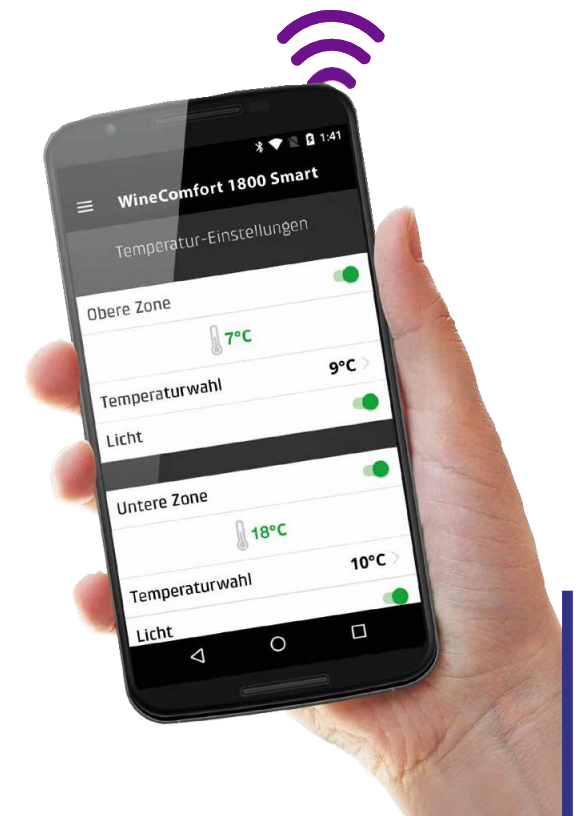 1:41
WineComfort 1800 Smart
Temperatur-Einstellungen
Obere Zone
7°C
Temperaturwahl 9°C
Licht
Untere Zone
18°C
Temperaturwahl 10°C
Licht